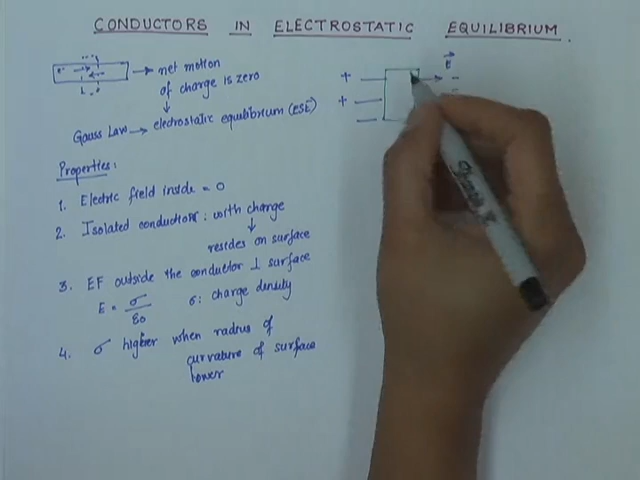 CONDUCTORS IN ELECTROSTATIC EQUILIBRIUM.
net motion
of charge is zero
Gauss Law → electrostatic equilibrium (ESE)
Properties:
1. Electric field inside = 0
2. Isolated conductors: with charge
resides on surface
3. EF outside the conductor ⊥ surface
E = σ/ε0 σ: charge density
4. σ higher when radius of
curvature of surface
lower
+ E
+